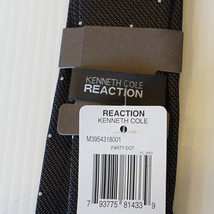 KENNETH COLE
REACTION
REACTION
KENNETH COLE
M3954318001
PARTY DOT
7 93775 81433 9